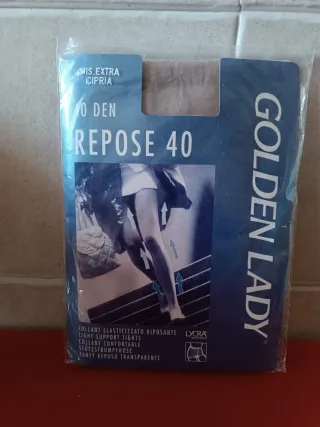 MIS.EXTRA
CIPRIA
40 DEN
REPOSE 40
GOLDEN LADY
COLLANT ELASTICIZZATO RIPOSANTE
LIGHT SUPPORT TIGHTS
COLLANT CONFORTABLE
STÜTZSTRUMPFHOSE
PANTY REPOSO TRANSPARENTE
LYCRA